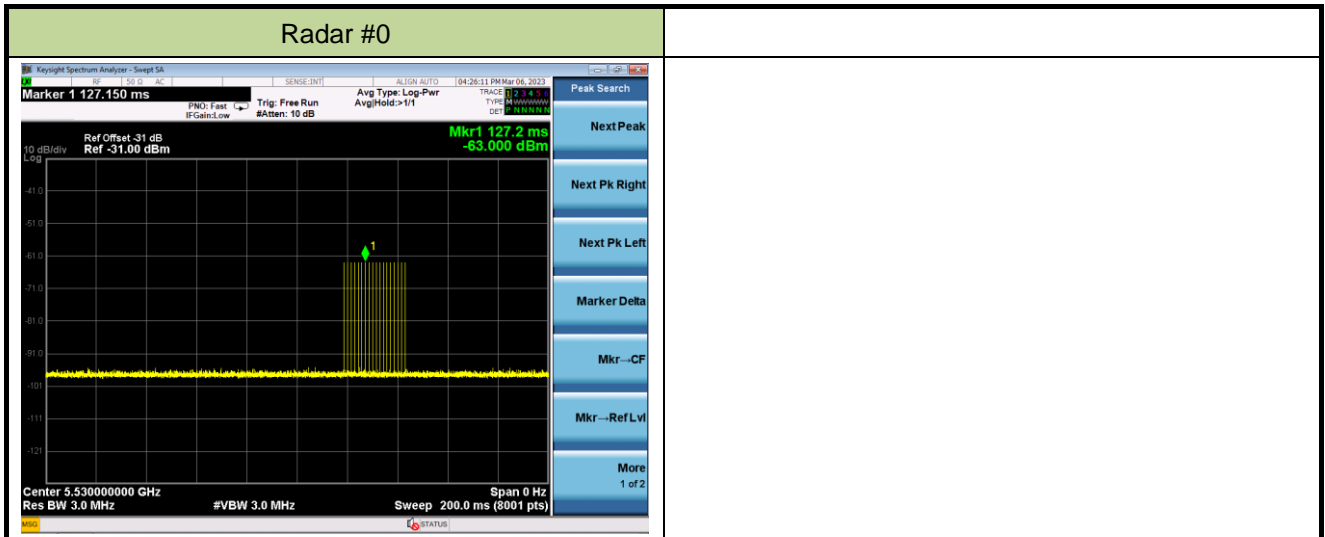 Radar #0
Keysight Spectrum Analyzer - Swept SA
RF 50 Ω AC SENSE:INT ALIGN AUTO 04:26:11 PM Mar 06, 2023
Marker 1 127.150 ms
PNO: Fast
IFGain:Low
Trig: Free Run
#Atten: 10 dB
Avg Type: Log-Pwr
Avg|Hold:>1/1
TRACE 1 2 3 4 5 6
TYPE M WWWWW
DET P N N N N N
Peak Search
Mkr1 127.2 ms
-63.000 dBm
Ref Offset -31 dB
10 dB/div Ref -31.00 dBm
Log
-41.0
-51.0
-61.0
-71.0
-81.0
-91.0
-101
-111
-121
1
Next Peak
Next Pk Right
Next Pk Left
Marker Delta
Mkr→CF
Mkr→Ref Lvl
More
1 of 2
Center 5.530000000 GHz Span 0 Hz
Res BW 3.0 MHz #VBW 3.0 MHz Sweep 200.0 ms (8001 pts)
MSG STATUS